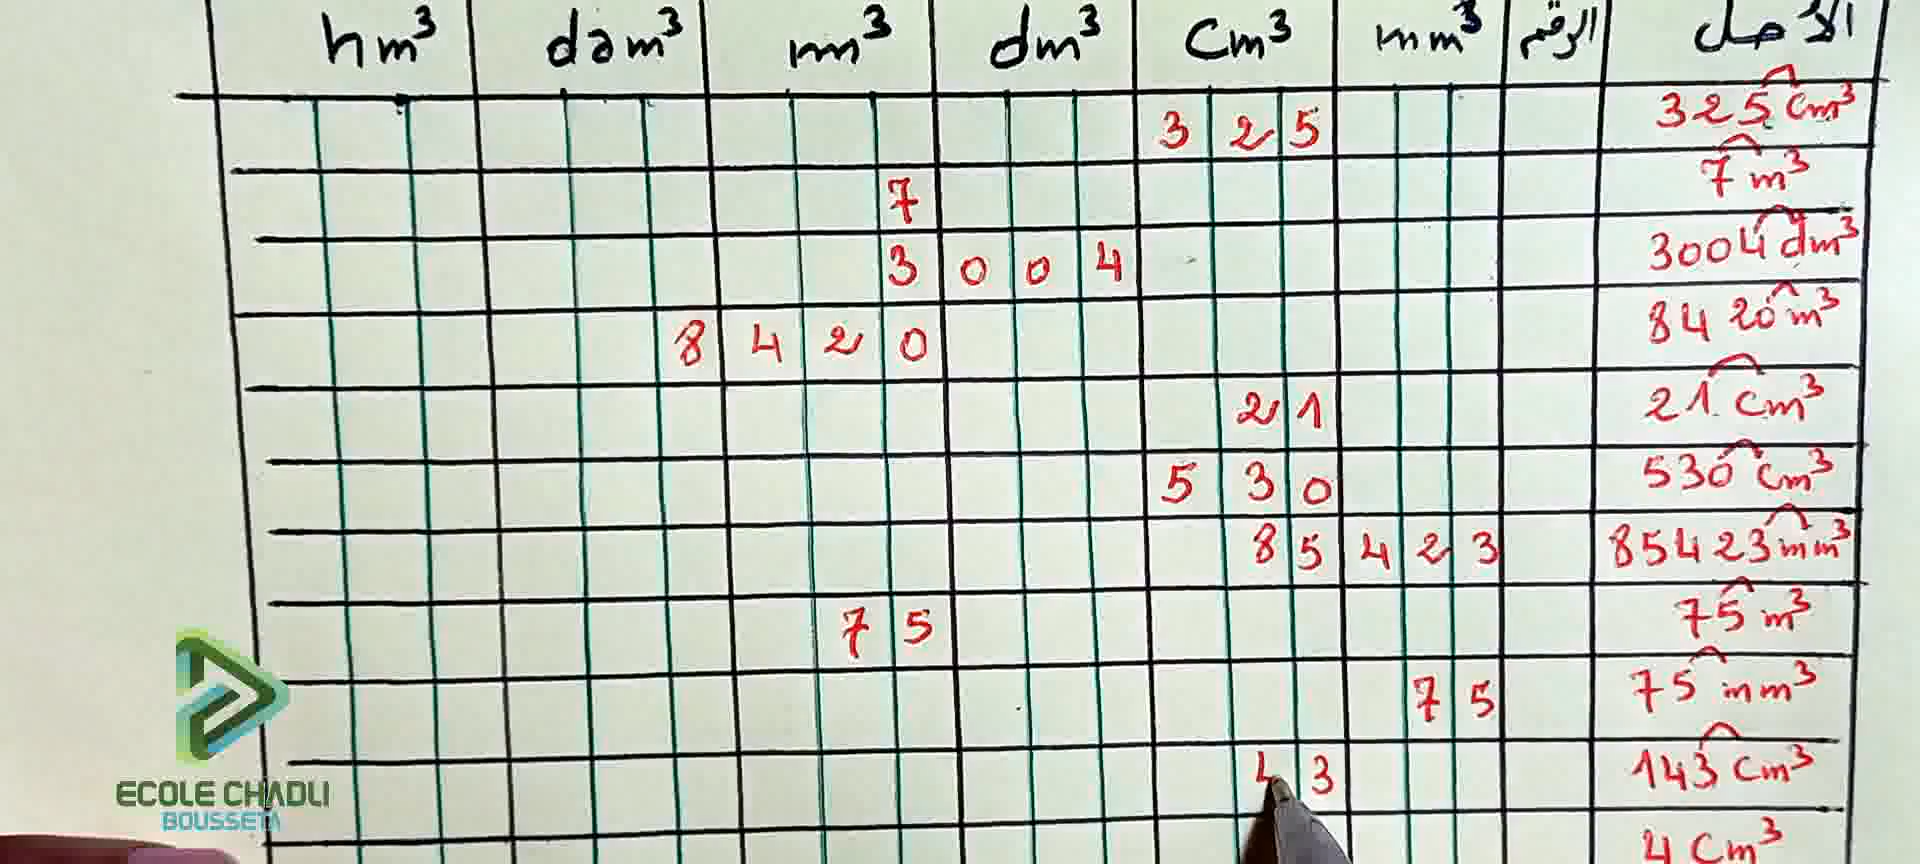 hm³ dam³ m³ dm³ cm³ mm³ الرقم الأصل
3 2 5 325 cm³
7 7 m³
3 0 0 4 3004 dm³
8 4 2 0 8420 m³
2 1 21 cm³
5 3 0 530 cm³
8 5 4 2 3 85423 mm³
7 5 75 m³
7 5 75 mm³
4 3 143 cm³
4 cm³
ECOLE CHADLI
BOUSSETA